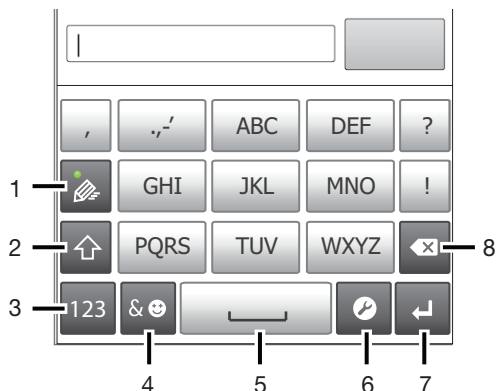 , .,-' ABC DEF ?
1 GHI JKL MNO !
2 PQRS TUV WXYZ 8
3 123 &
4 5 6 7